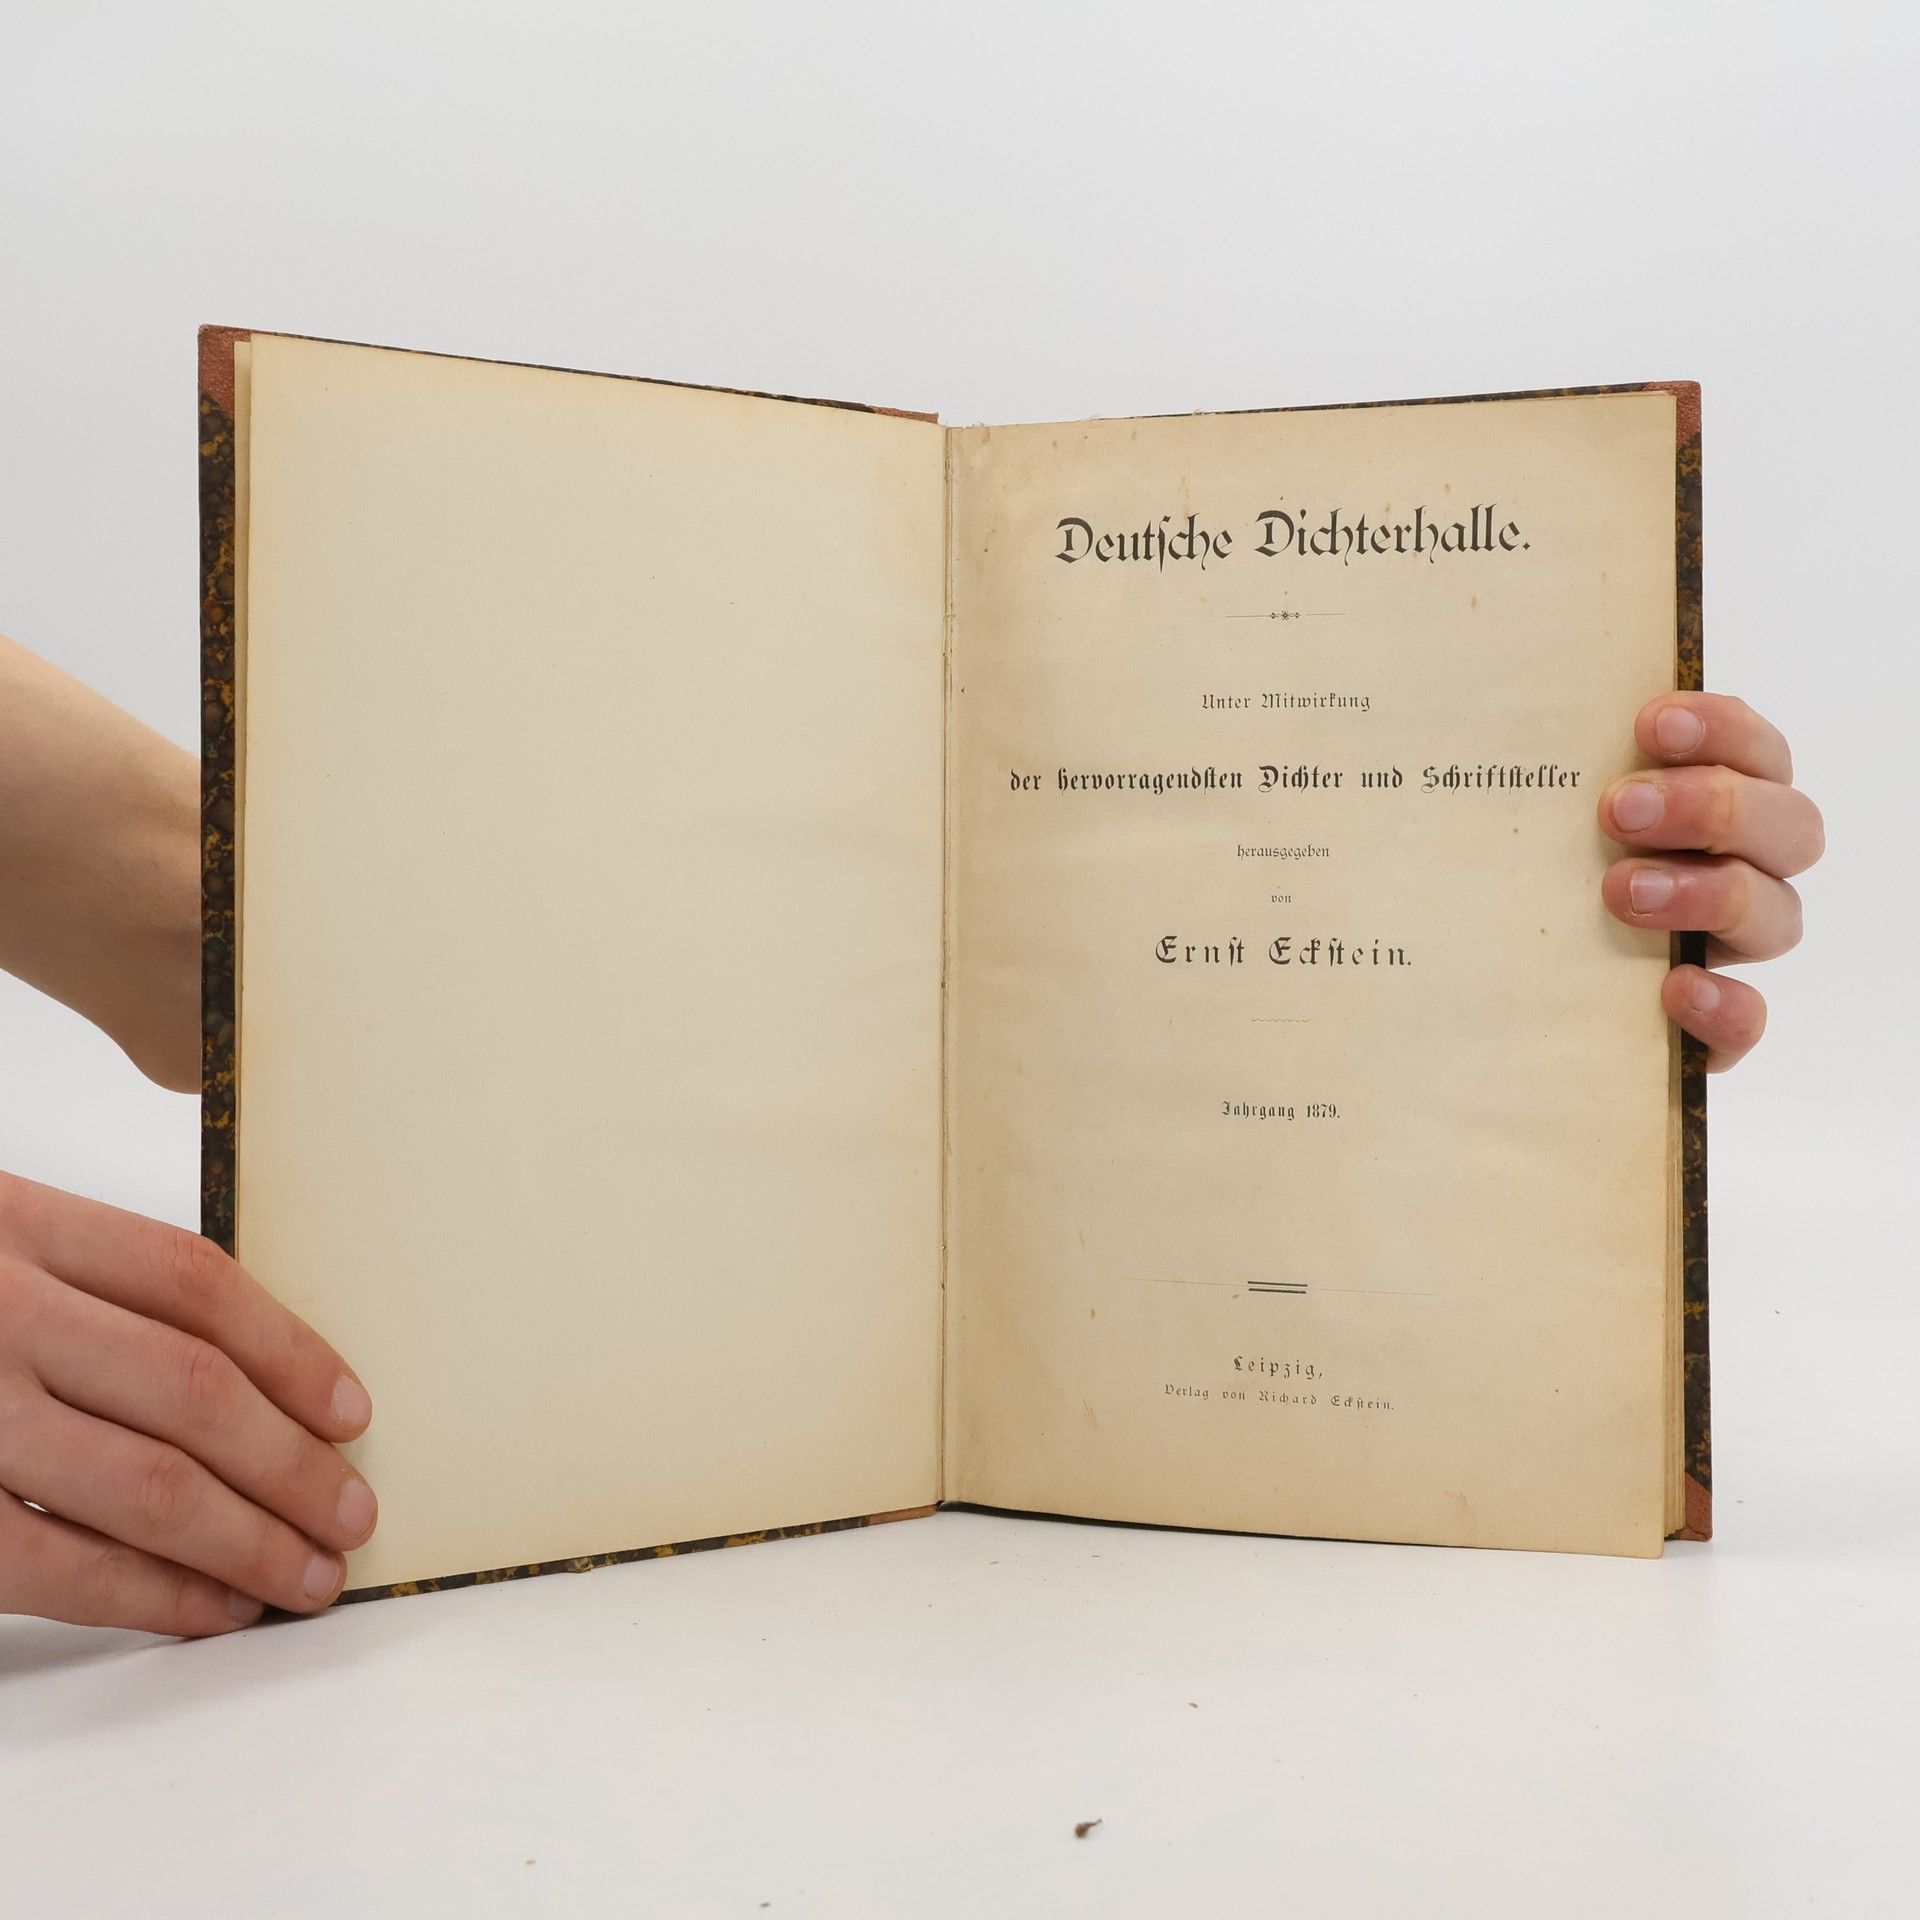 Deutſche Dichterhalle.
Unter Mitwirkung
der hervorragendſten Dichter und Schriftſteller
herausgegeben
von
Ernſt Eckſtein.
Jahrgang 1879.
Leipzig,
Verlag von Richard Eckſtein.